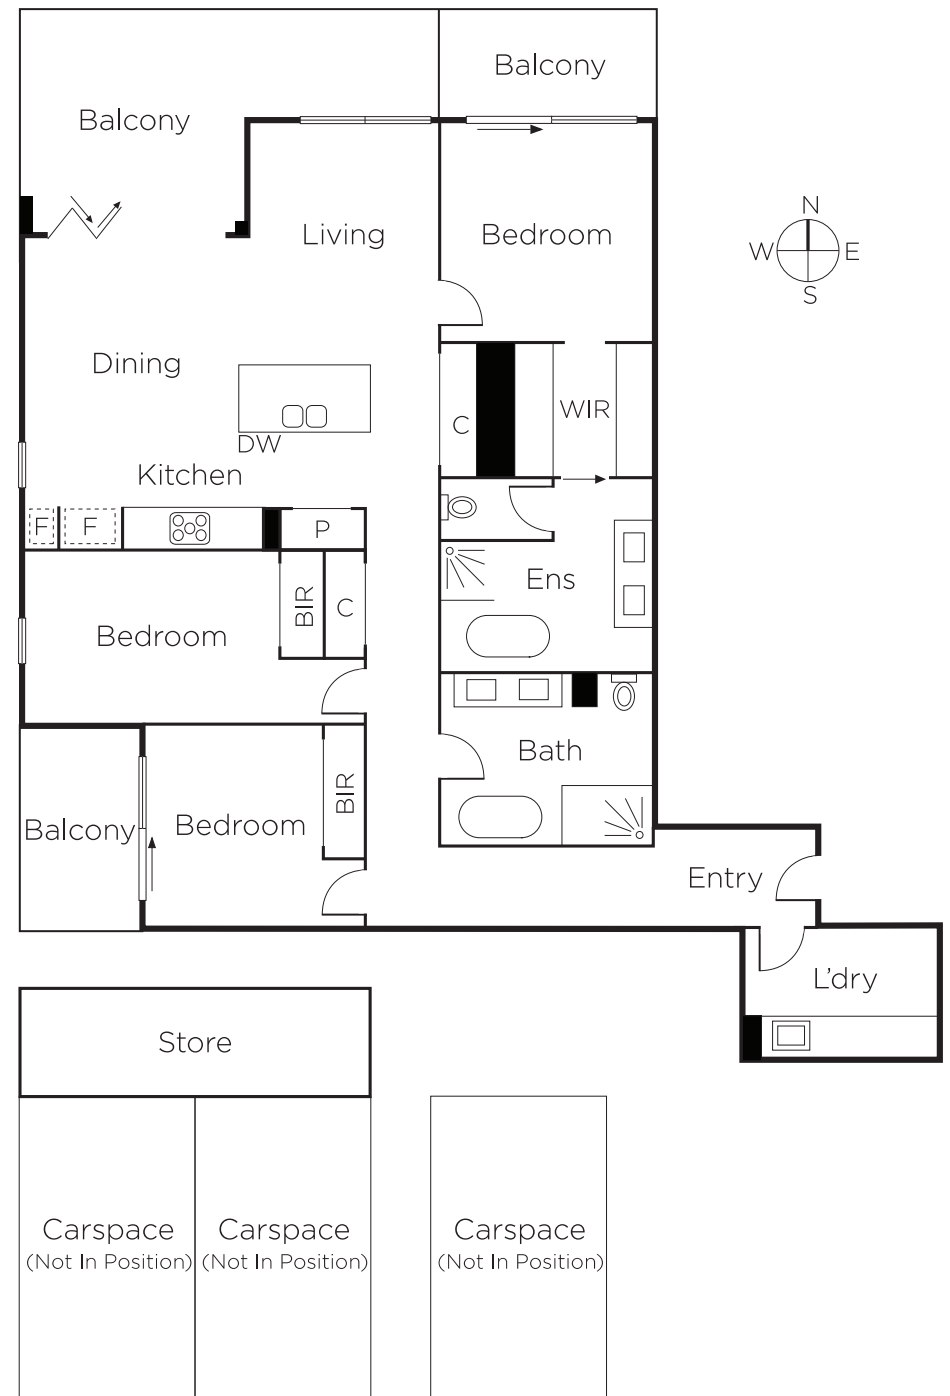 Balcony
Balcony
N
W
E
S
Living
Bedroom
Dining
DW
C
WIR
Kitchen
F
F
P
BIR
C
Ens
Bedroom
Bath
BIR
Balcony
Bedroom
Entry
L'dry
Store
Carspace
(Not In Position)
Carspace
(Not In Position)
Carspace
(Not In Position)